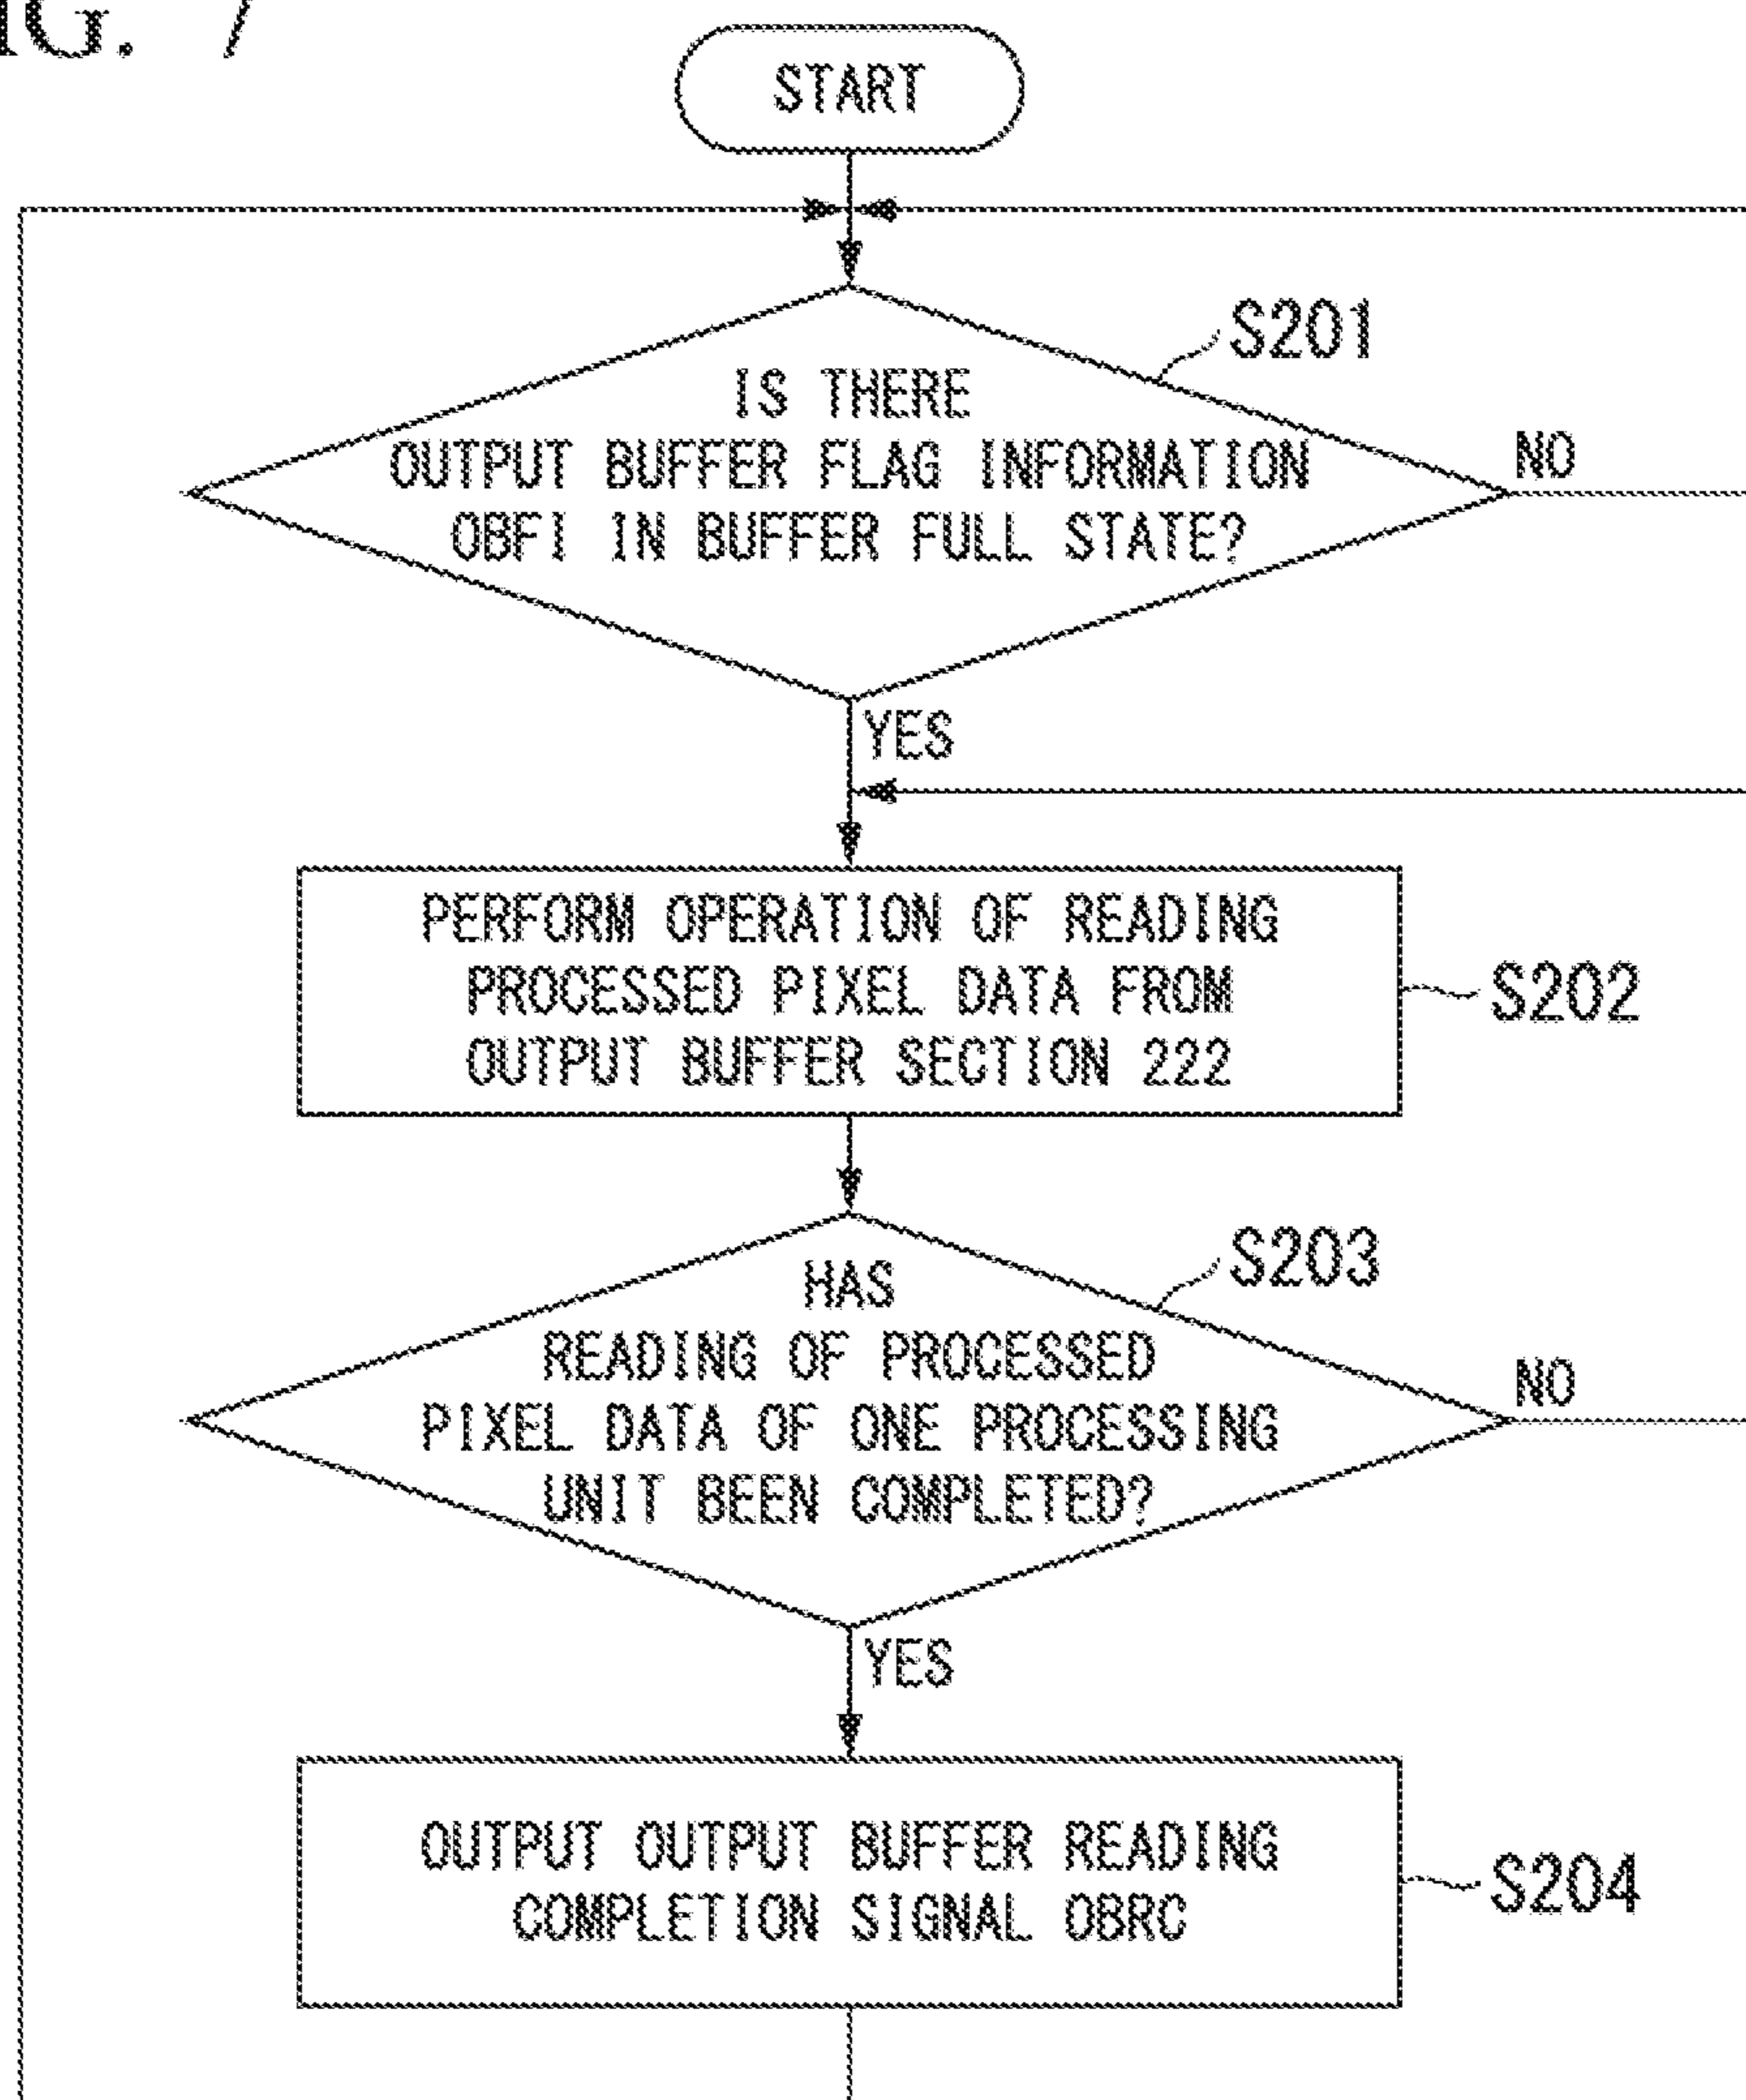 IG. 7
START
S201
IS THERE
OUTPUT BUFFER FLAG INFORMATION
OBFI IN BUFFER FULL STATE?
NO
YES
PERFORM OPERATION OF READING
PROCESSED PIXEL DATA FROM
OUTPUT BUFFER SECTION 222
S202
S203
HAS
READING OF PROCESSED
PIXEL DATA OF ONE PROCESSING
UNIT BEEN COMPLETED?
NO
YES
OUTPUT OUTPUT BUFFER READING
COMPLETION SIGNAL OBRC
S204